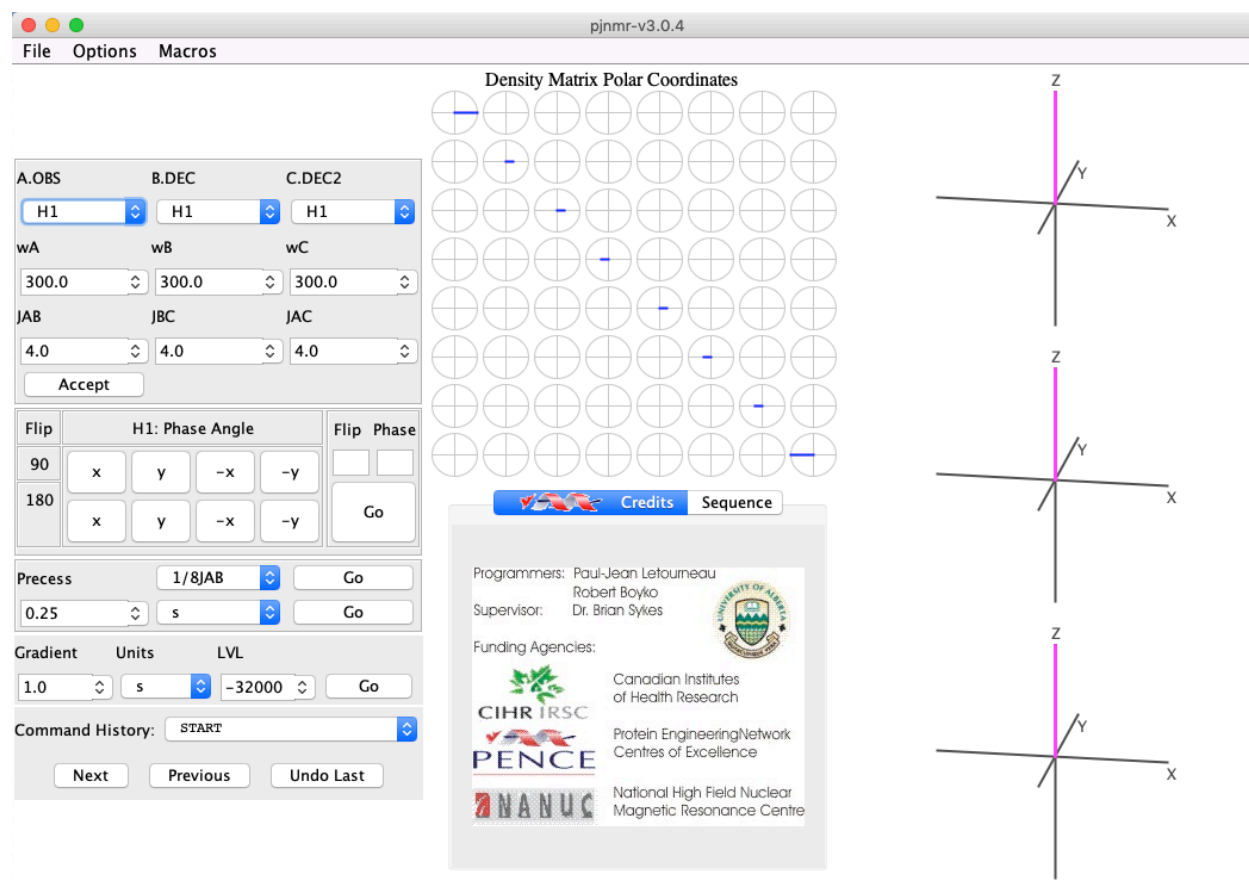 pjnmr-v3.0.4
File Options Macros
Density Matrix Polar Coordinates
A.OBS B.DEC C.DEC2
H1 H1 H1
wA wB wC
300.0 300.0 300.0
JAB JBC JAC
4.0 4.0 4.0
Accept
Flip H1: Phase Angle Flip Phase
90 x y -x -y
180 x y -x -y Go
Precess 1/8JAB Go
0.25 s Go
Gradient Units LVL
1.0 s -32000 Go
Command History: START
Next Previous Undo Last
Credits Sequence
Programmers: Paul-Jean Letourneau
Robert Boyko
Supervisor: Dr. Brian Sykes
UNIVERSITY OF ALBERTA
Funding Agencies:
Canadian Institutes
of Health Research
CIHR IRSC
Protein EngineeringNetwork
Centres of Excellence
PENCE
National High Field Nuclear
Magnetic Resonance Centre
NANUC
Z
Y
X
Z
Y
X
Z
Y
X